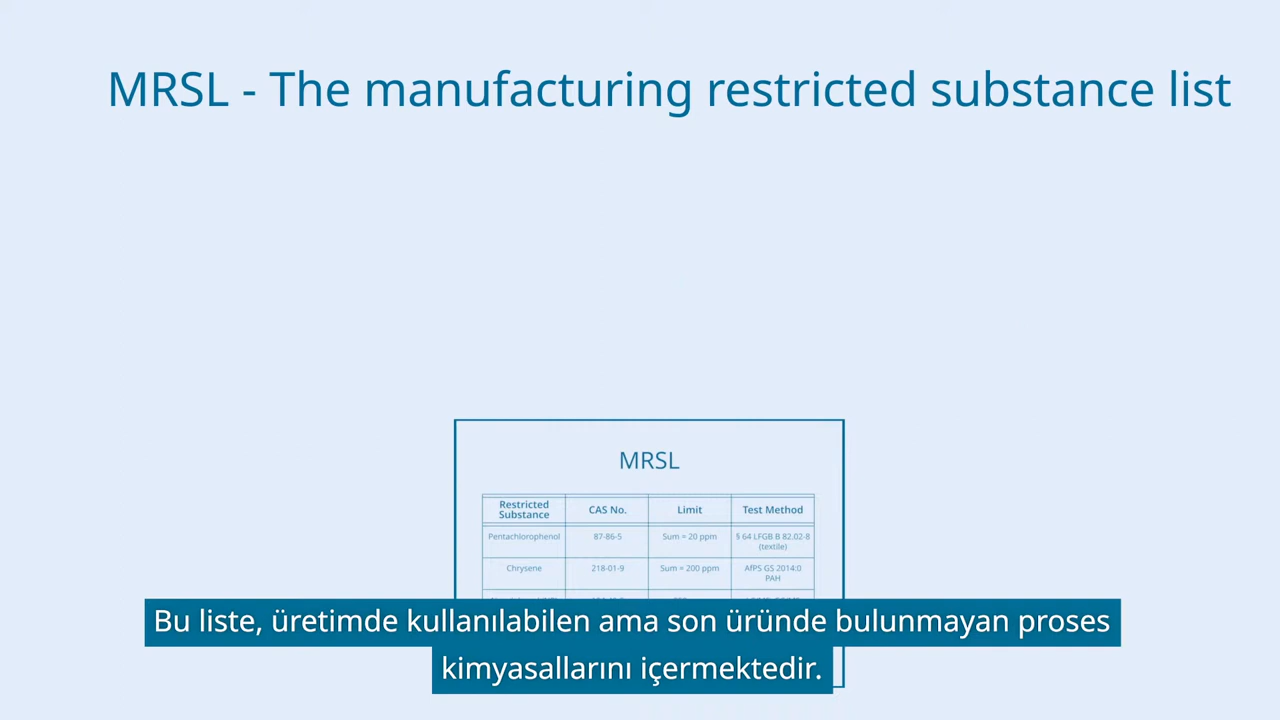 MRSL - The manufacturing restricted substance list
MRSL
Restricted Substance CAS No. Limit Test Method
Pentachlorophenol 87-86-5 Sum = 20 ppm § 64 LFGB B 82.02-8 (textile)
Chrysene 218-01-9 Sum = 200 ppm AfPS GS 2014:0 PAH
Bu liste, üretimde kullanılabilen ama son üründe bulunmayan proses
kimyasallarını içermektedir.